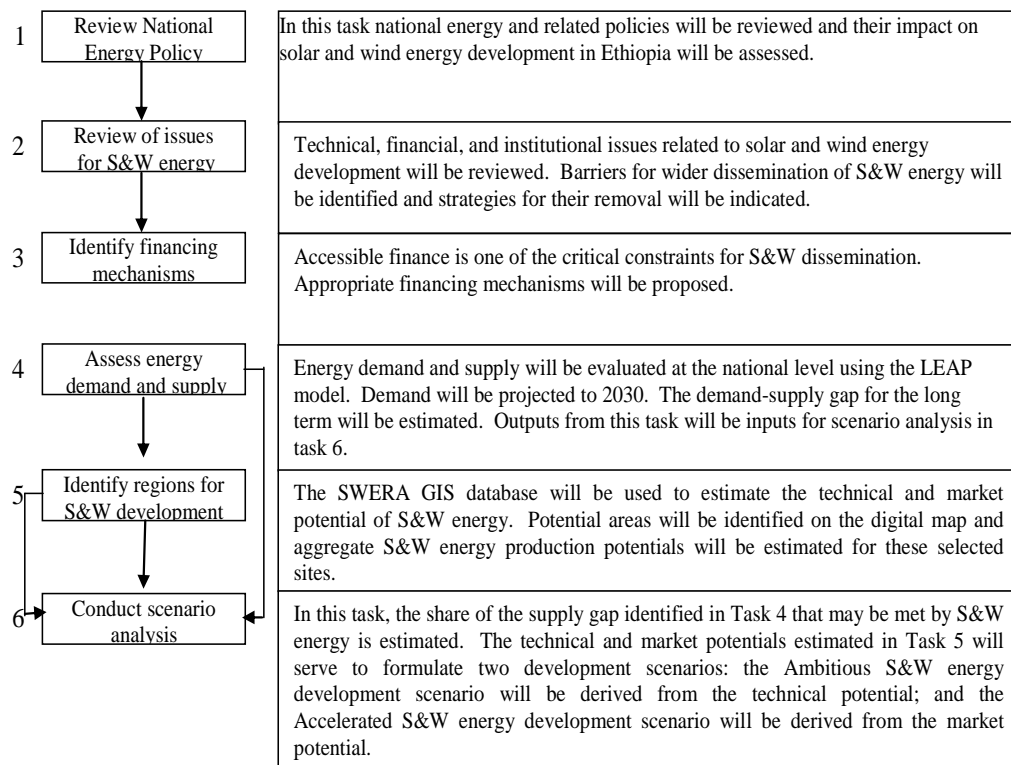 1
Review National
Energy Policy
In this task national energy and related policies will be reviewed and their impact on
solar and wind energy development in Ethiopia will be assessed.
2
Review of issues
for S&W energy
Technical, financial, and institutional issues related to solar and wind energy
development will be reviewed. Barriers for wider dissemination of S&W energy will
be identified and strategies for their removal will be indicated.
3
Identify financing
mechanisms
Accessible finance is one of the critical constraints for S&W dissemination.
Appropriate financing mechanisms will be proposed.
4
Assess energy
demand and supply
Energy demand and supply will be evaluated at the national level using the LEAP
model. Demand will be projected to 2030. The demand-supply gap for the long
term will be estimated. Outputs from this task will be inputs for scenario analysis in
task 6.
5
Identify regions for
S&W development
The SWERA GIS database will be used to estimate the technical and market
potential of S&W energy. Potential areas will be identified on the digital map and
aggregate S&W energy production potentials will be estimated for these selected
sites.
6
Conduct scenario
analysis
In this task, the share of the supply gap identified in Task 4 that may be met by S&W
energy is estimated. The technical and market potentials estimated in Task 5 will
serve to formulate two development scenarios: the Ambitious S&W energy
development scenario will be derived from the technical potential; and the
Accelerated S&W energy development scenario will be derived from the market
potential.